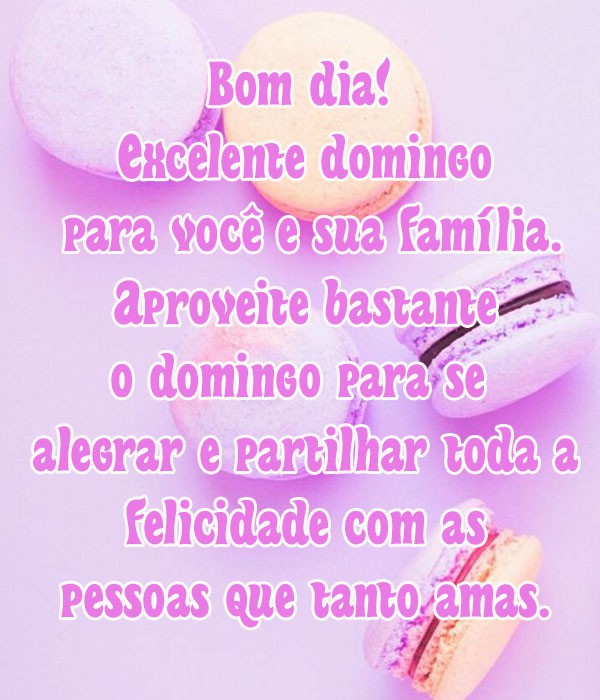 Bom dia!
Excelente domingo
para você e sua família.
Aproveite bastante
o domingo para se
alegrar e partilhar toda a
felicidade com as
pessoas que tanto amas.